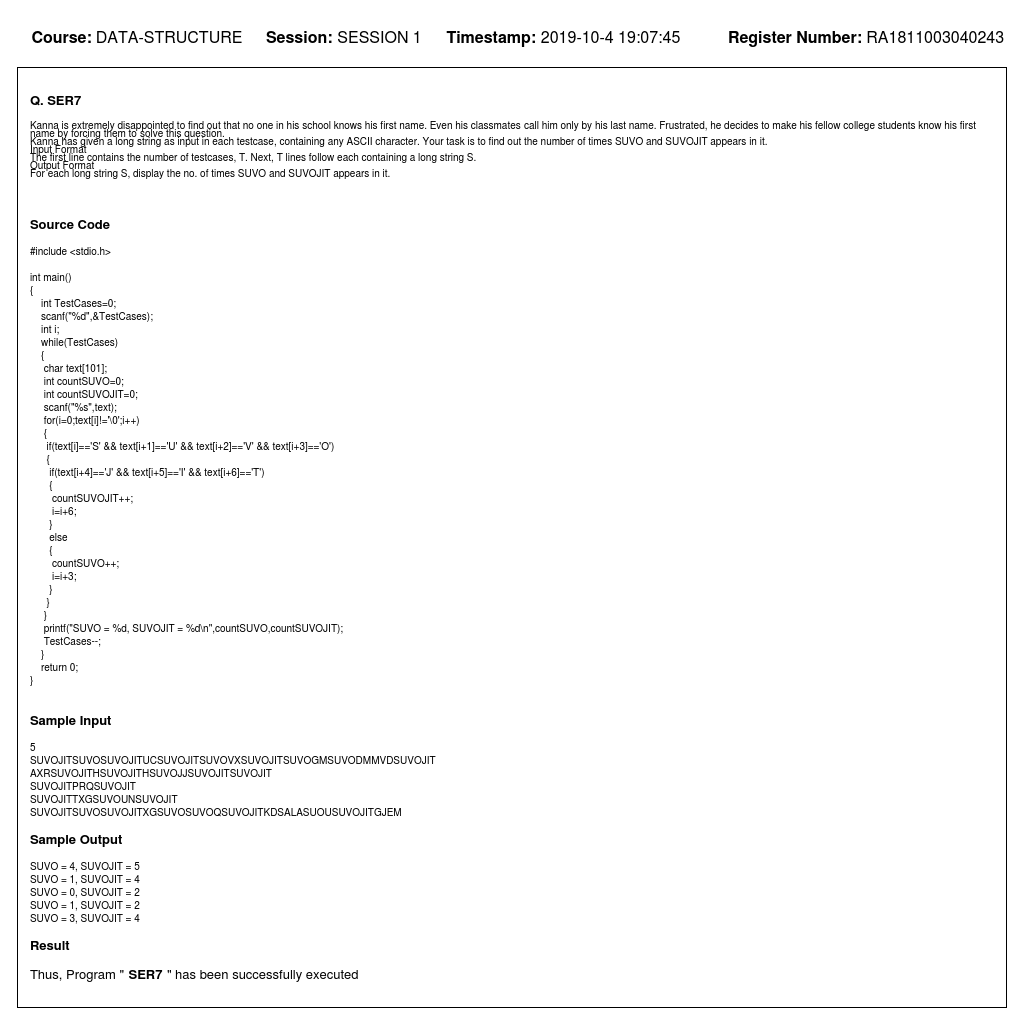 Course: DATA-STRUCTURE Session: SESSION 1 Timestamp: 2019-10-4 19:07:45 Register Number: RA1811003040243
Q. SER7
Kanna is extremely disappointed to find out that no one in his school knows his first name. Even his classmates call him only by his last name. Frustrated, he decides to make his fellow college students know his first
name by forcing them to solve this question.
Kanna has given a long string as input in each testcase, containing any ASCII character. Your task is to find out the number of times SUVO and SUVOJIT appears in it.
Input Format
The first line contains the number of testcases, T. Next, T lines follow each containing a long string S.
Output Format
For each long string S, display the no. of times SUVO and SUVOJIT appears in it.
Source Code
#include <stdio.h>
int main()
{
int TestCases=0;
scanf("%d",&TestCases);
int i;
while(TestCases)
{
char text[101];
int countSUVO=0;
int countSUVOJIT=0;
scanf("%s",text);
for(i=0;text[i]!='\0';i++)
{
if(text[i]=='S' && text[i+1]=='U' && text[i+2]=='V' && text[i+3]=='O')
{
if(text[i+4]=='J' && text[i+5]=='I' && text[i+6]=='T')
{
countSUVOJIT++;
i=i+6;
}
else
{
countSUVO++;
i=i+3;
}
}
}
printf("SUVO = %d, SUVOJIT = %d\n",countSUVO,countSUVOJIT);
TestCases--;
}
return 0;
}
Sample Input
5
SUVOJITSUVOSUVOJITUCSUVOJITSUVOVXSUVOJITSUVOGMSUVODMMVDSUVOJIT
AXRSUVOJITHSUVOJITHSUVOJJSUVOJITSUVOJIT
SUVOJITPRQSUVOJIT
SUVOJITTXGSUVOUNSUVOJIT
SUVOJITSUVOSUVOJITXGSUVOSUVOQSUVOJITKDSALASUOUSUVOJITGJEM
Sample Output
SUVO = 4, SUVOJIT = 5
SUVO = 1, SUVOJIT = 4
SUVO = 0, SUVOJIT = 2
SUVO = 1, SUVOJIT = 2
SUVO = 3, SUVOJIT = 4
Result
Thus, Program " SER7 " has been successfully executed